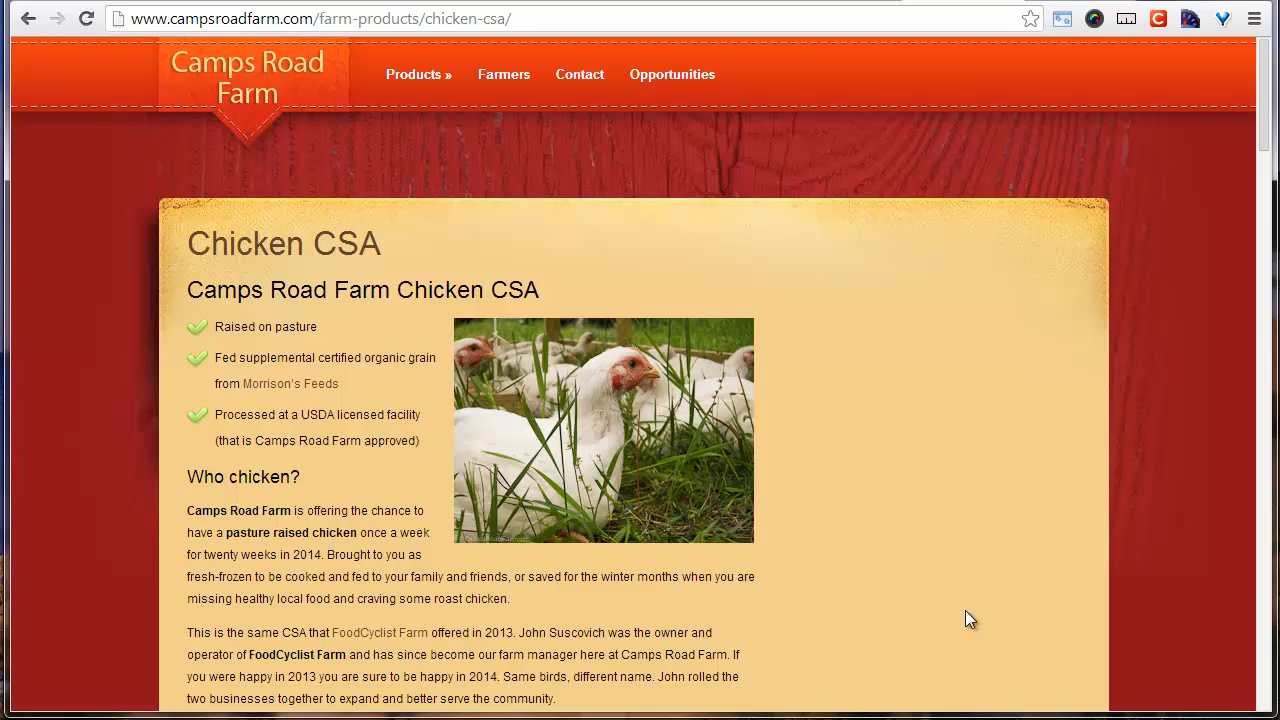 www.campsroadfarm.com/farm-products/chicken-csa/
Camps Road
Farm
Products » Farmers Contact Opportunities
Chicken CSA
Camps Road Farm Chicken CSA
Raised on pasture
Fed supplemental certified organic grain
from Morrison's Feeds
Processed at a USDA licensed facility
(that is Camps Road Farm approved)
Who chicken?
Camps Road Farm is offering the chance to
have a pasture raised chicken once a week
for twenty weeks in 2014. Brought to you as
fresh-frozen to be cooked and fed to your family and friends, or saved for the winter months when you are
missing healthy local food and craving some roast chicken.
This is the same CSA that FoodCyclist Farm offered in 2013. John Suscovich was the owner and
operator of FoodCyclist Farm and has since become our farm manager here at Camps Road Farm. If
you were happy in 2013 you are sure to be happy in 2014. Same birds, different name. John rolled the
two businesses together to expand and better serve the community.